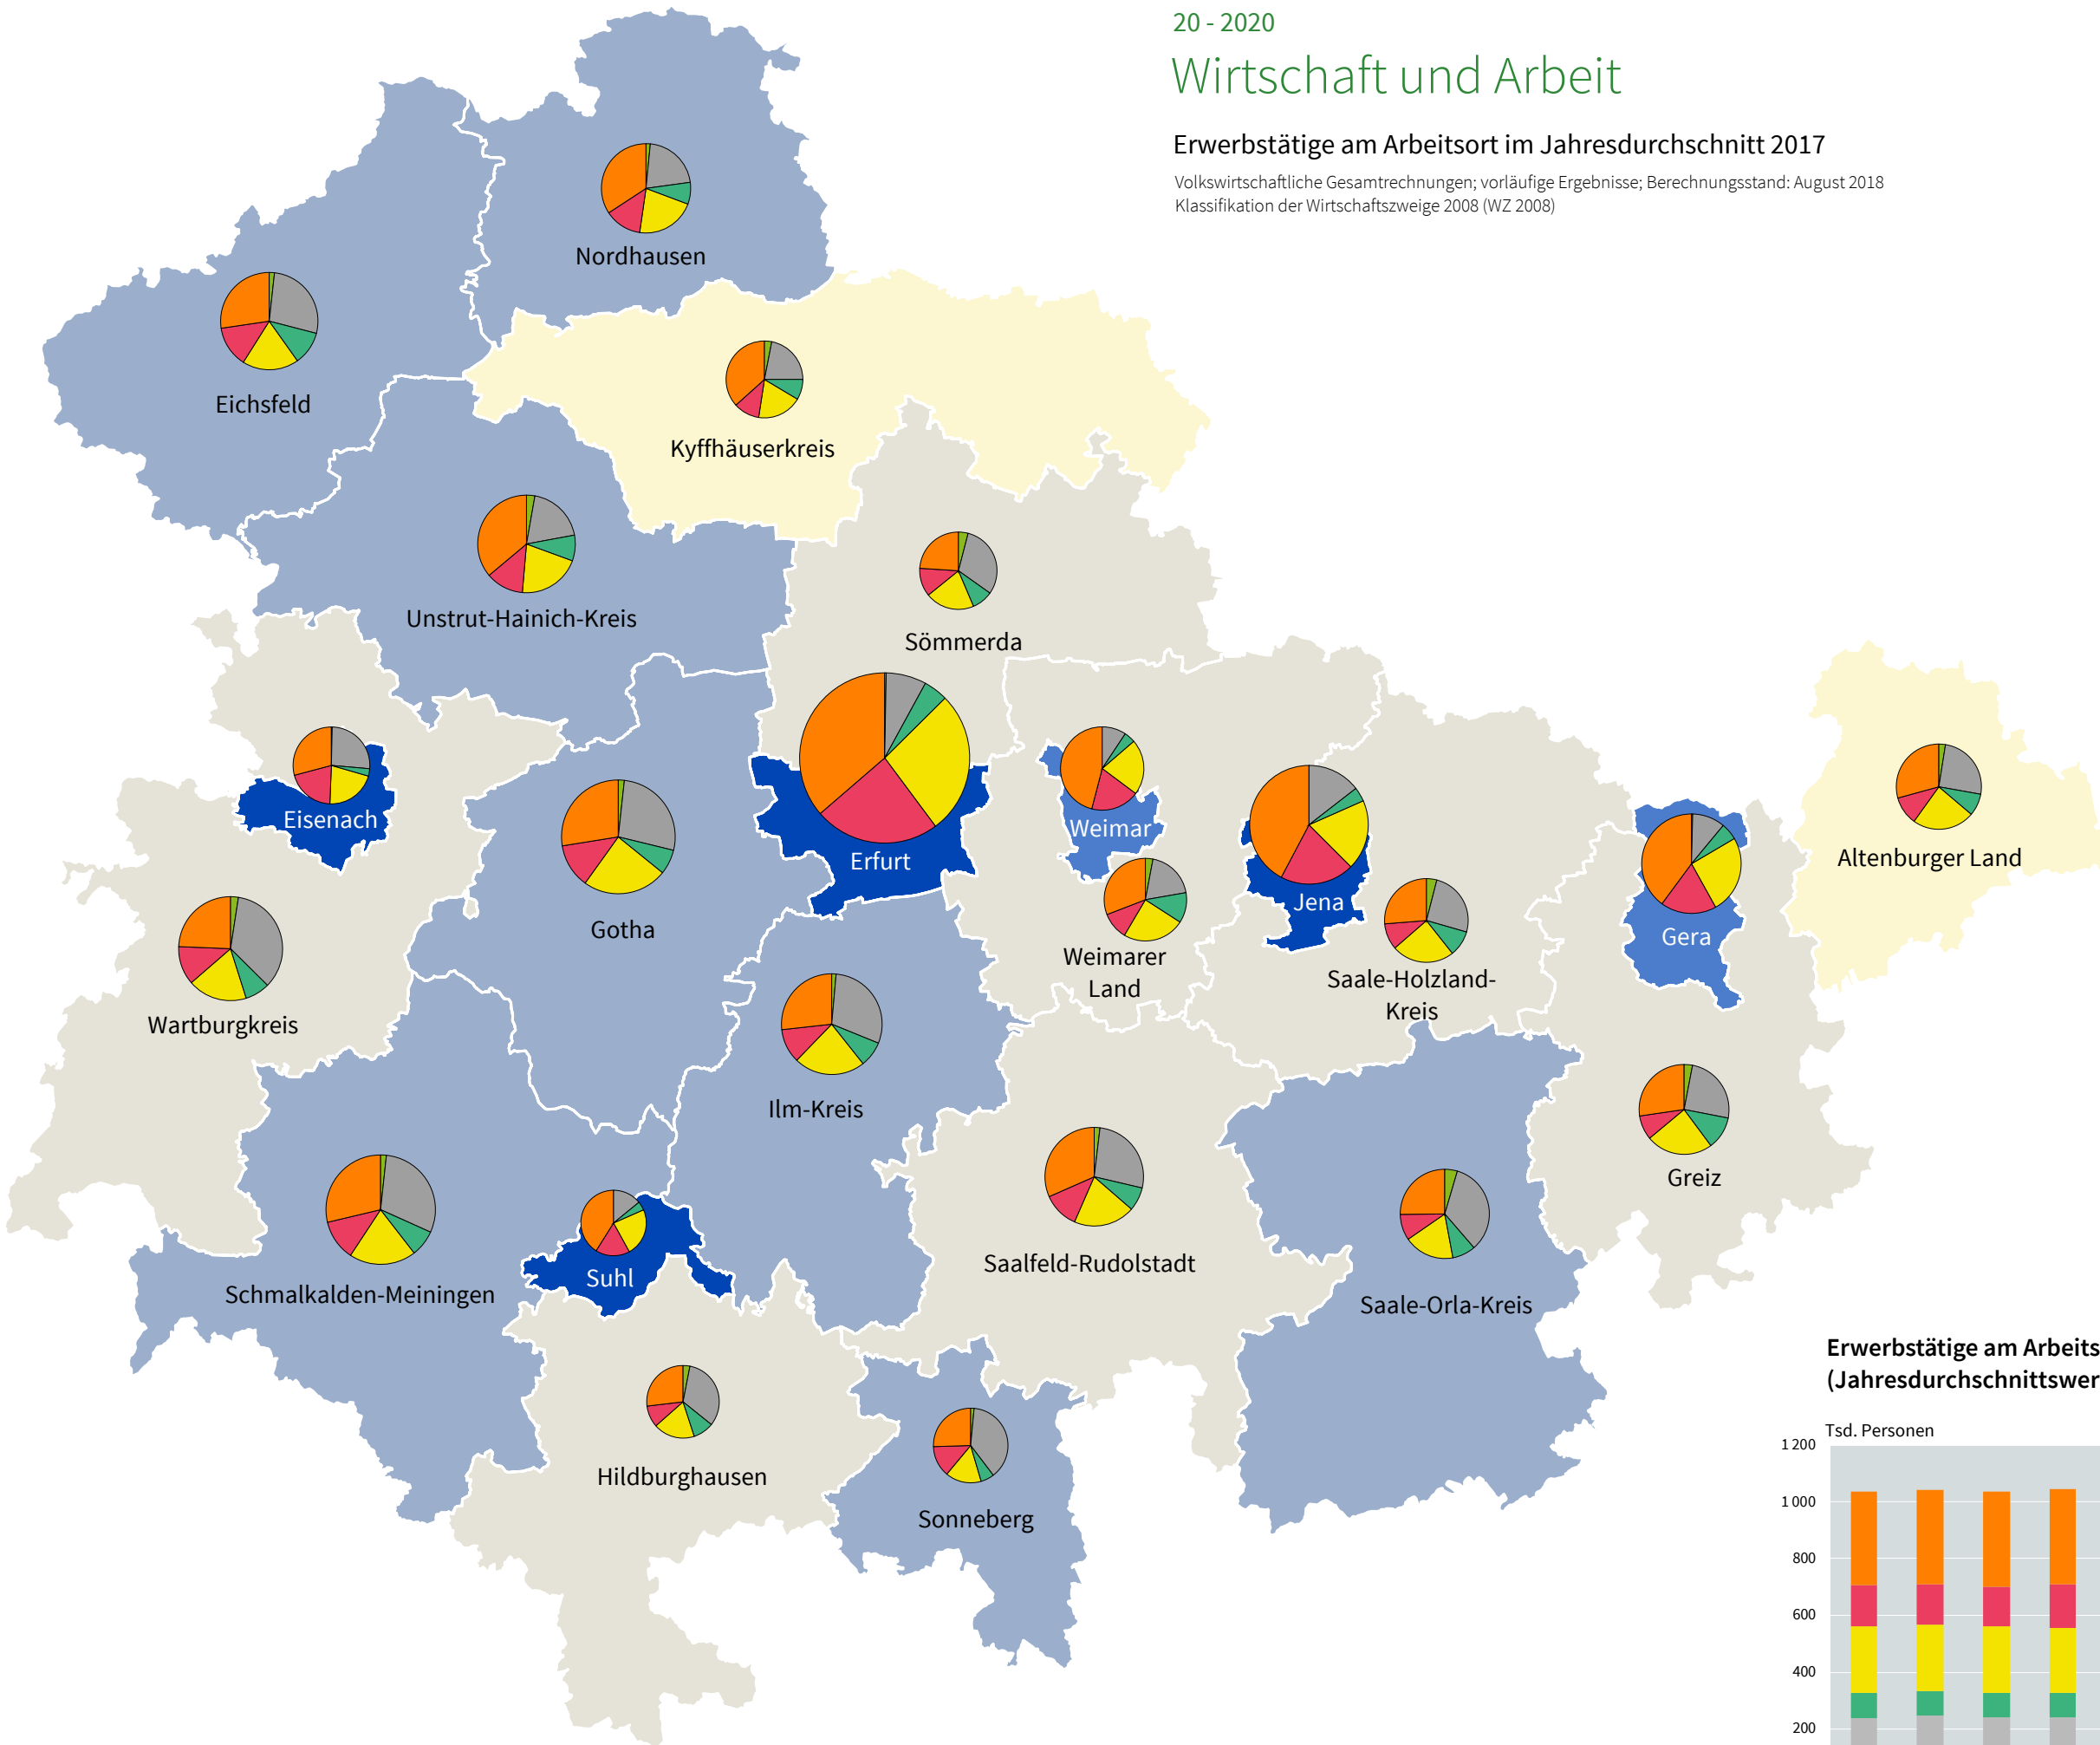 20 - 2020
Wirtschaft und Arbeit
Erwerbstätige am Arbeitsort im Jahresdurchschnitt 2017
Volkswirtschaftliche Gesamtrechnungen; vorläufige Ergebnisse; Berechnungsstand: August 2018
Klassifikation der Wirtschaftszweige 2008 (WZ 2008)
Nordhausen
Eichsfeld
Kyffhäuserkreis
Unstrut-Hainich-Kreis
Sömmerda
Eisenach
Erfurt
Weimar
Altenburger Land
Gotha
Jena
Gera
Weimarer
Land
Saale-Holzland-
Kreis
Wartburgkreis
Ilm-Kreis
Greiz
Saalfeld-Rudolstadt
Suhl
Schmalkalden-Meiningen
Saale-Orla-Kreis
Hildburghausen
Sonneberg
Erwerbstätige am Arbeits
(Jahresdurchschnittswer
Tsd. Personen
1 200
1 000
800
600
400
200